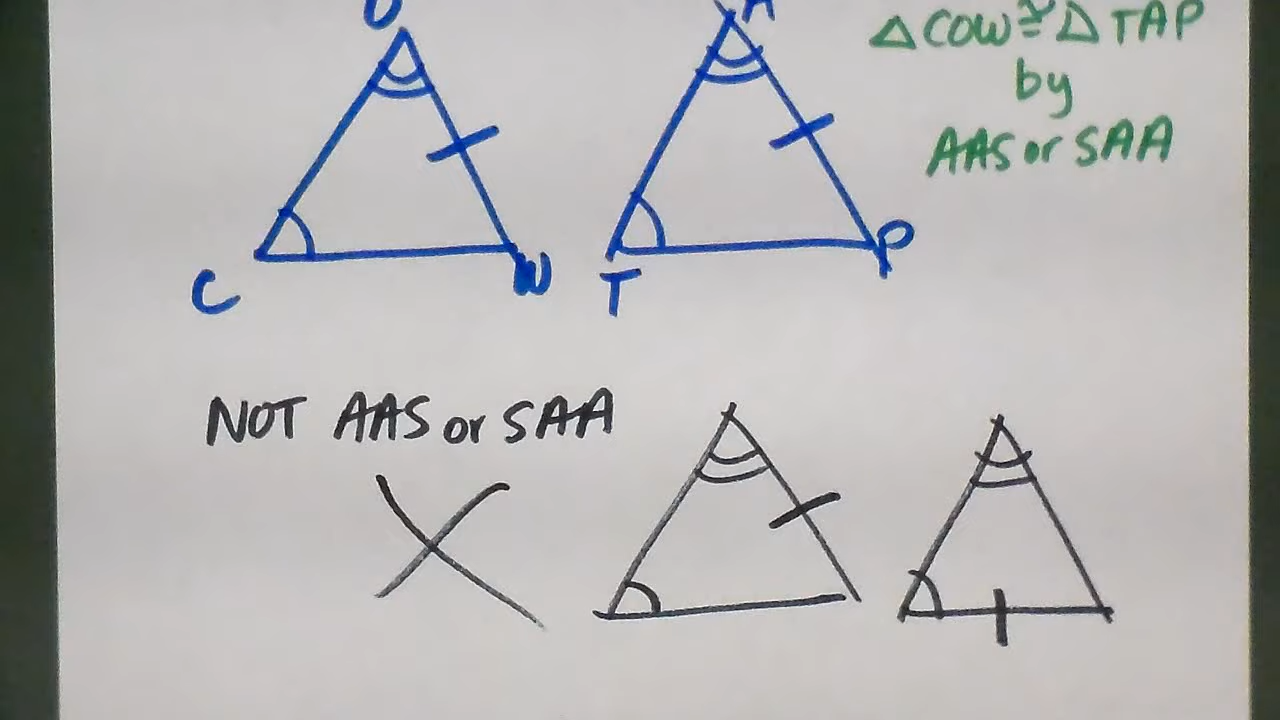 O
A
△COW≅△TAP
by
AAS or SAA
C
W
T
P
NOT AAS or SAA